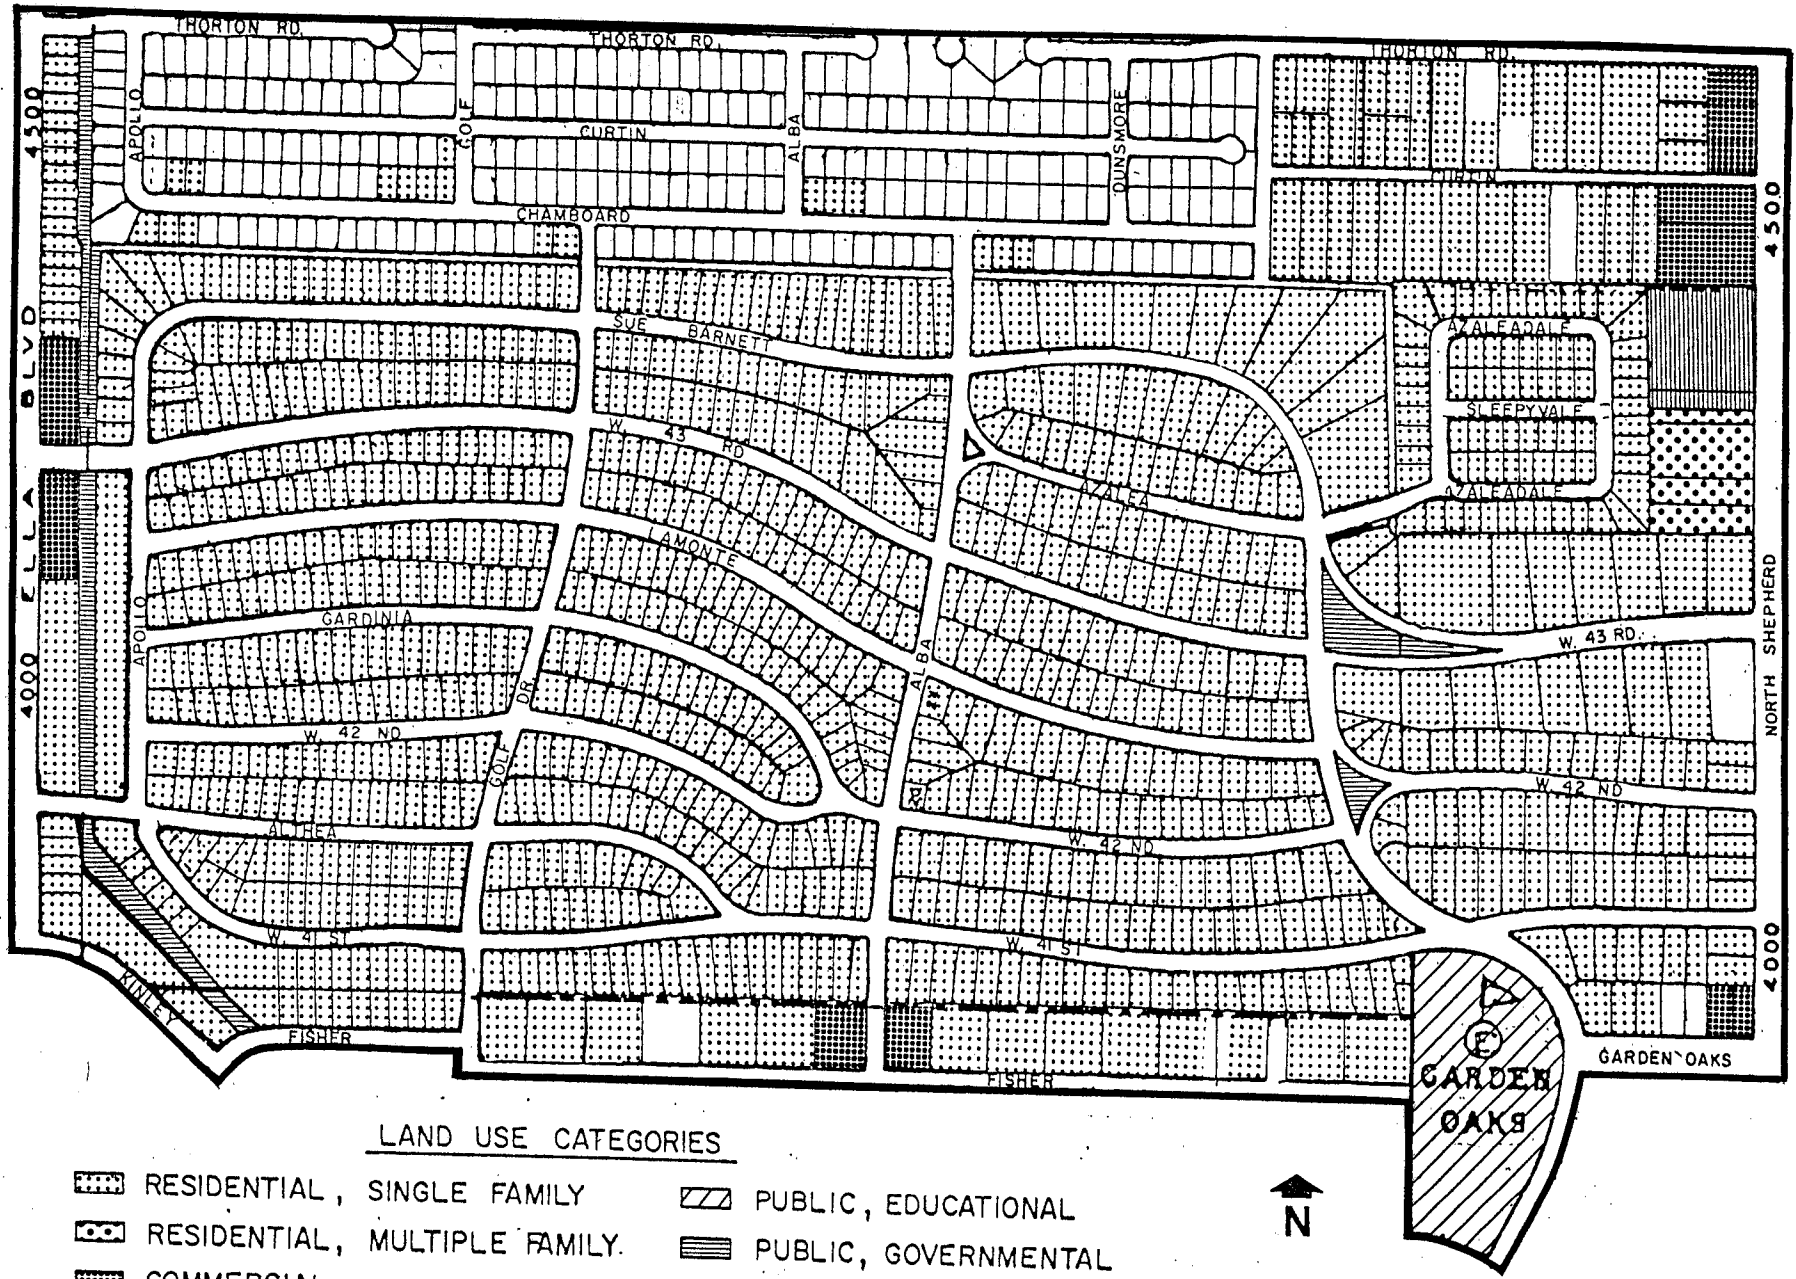 THORTON RD.
THORTON RD.
THORTON RD.
4500
APOLLO
GOLF
CURTIN
ALBA
DUNSMORE
CURTIN
4500
CHAMBOARD
ELLA BLVD
SUE BARNETT
AZALEADALE
SLEEPYVALE
W. 43 RD
AZALEA
AZALEADALE
LAMONTE
NORTH SHEPHERD
APOLLO
GARDINIA
ALBA
W. 43 RD.
4000
GOLF DR.
W. 42 ND
W. 42 ND
ALTHEA
W. 42 ND
W. 41 ST
W. 41 ST
4000
KINLEY
FISHER
FISHER
F
GARDEN OAKS
GARDEN
OAKS
LAND USE CATEGORIES
RESIDENTIAL, SINGLE FAMILY
RESIDENTIAL, MULTIPLE FAMILY.
PUBLIC, EDUCATIONAL
PUBLIC, GOVERNMENTAL
N